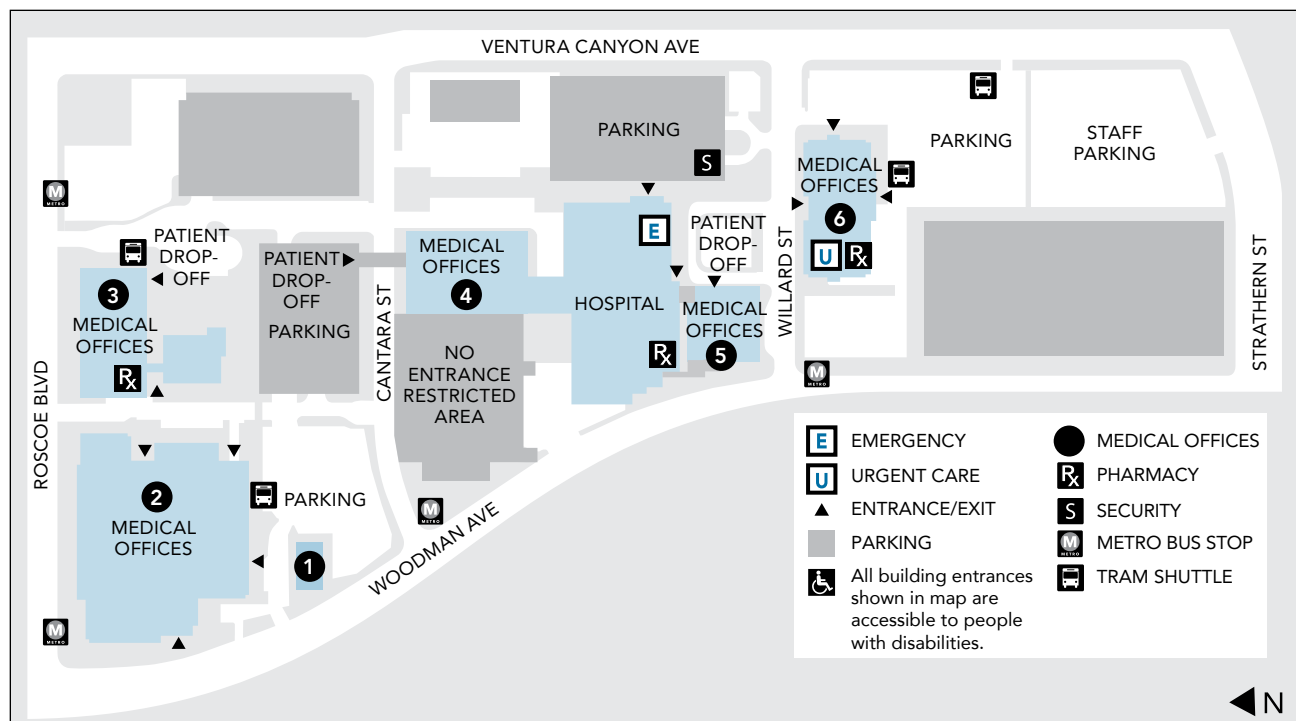 VENTURA CANYON AVE
PARKING
S
PARKING
STAFF
PARKING
MEDICAL
OFFICES
6
U
Rx
M
METRO
PATIENT
DROP-
OFF
3
MEDICAL
OFFICES
Rx
PATIENT
DROP-
OFF
PARKING
MEDICAL
OFFICES
4
E
HOSPITAL
Rx
PATIENT
DROP-
OFF
MEDICAL
OFFICES
5
NO
ENTRANCE
RESTRICTED
AREA
ROSCOE BLVD
CANTARA ST
WILLARD ST
STRATHERN ST
M
METRO
2
MEDICAL
OFFICES
PARKING
1
M
METRO
M
METRO
WOODMAN AVE
E EMERGENCY
U URGENT CARE
ENTRANCE/EXIT
PARKING
All building entrances
shown in map are
accessible to people
with disabilities.
MEDICAL OFFICES
Rx PHARMACY
S SECURITY
M METRO METRO BUS STOP
TRAM SHUTTLE
N